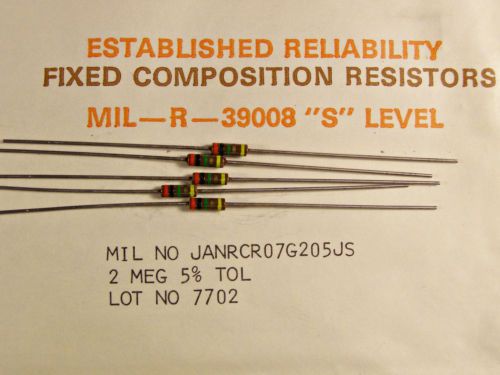 ESTABLISHED RELIABILITY
FIXED COMPOSITION RESISTORS
MIL—R—39008 "S" LEVEL
MIL NO JANRCR07G205JS
2 MEG 5% TOL
LOT NO 7702